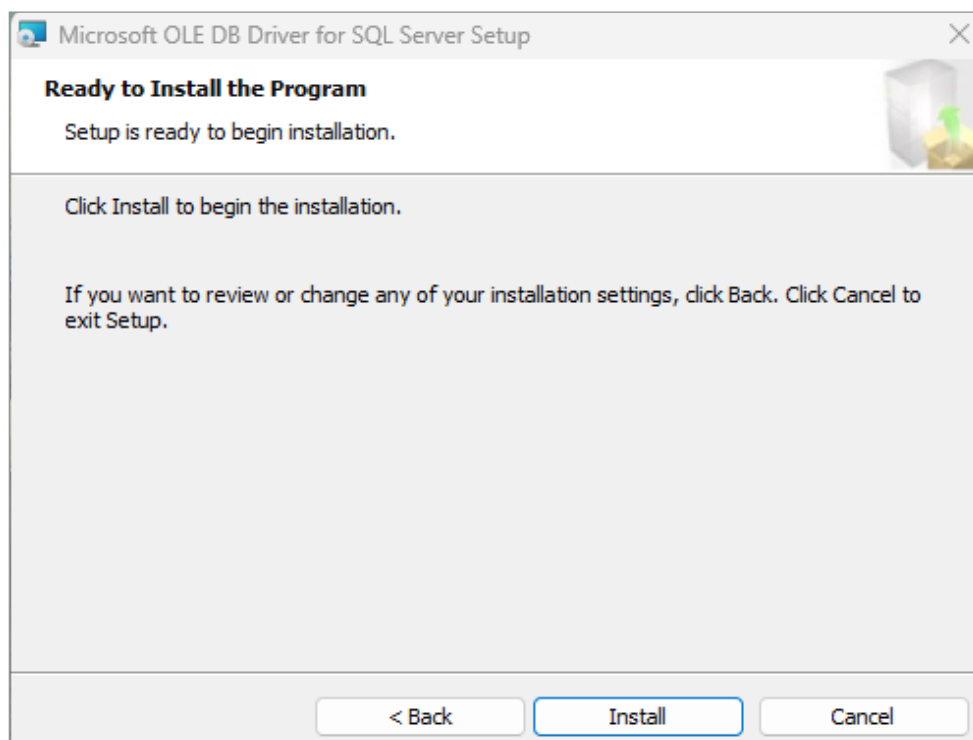 Microsoft OLE DB Driver for SQL Server Setup
Ready to Install the Program
Setup is ready to begin installation.
Click Install to begin the installation.
If you want to review or change any of your installation settings, click Back. Click Cancel to
exit Setup.
< Back
Install
Cancel